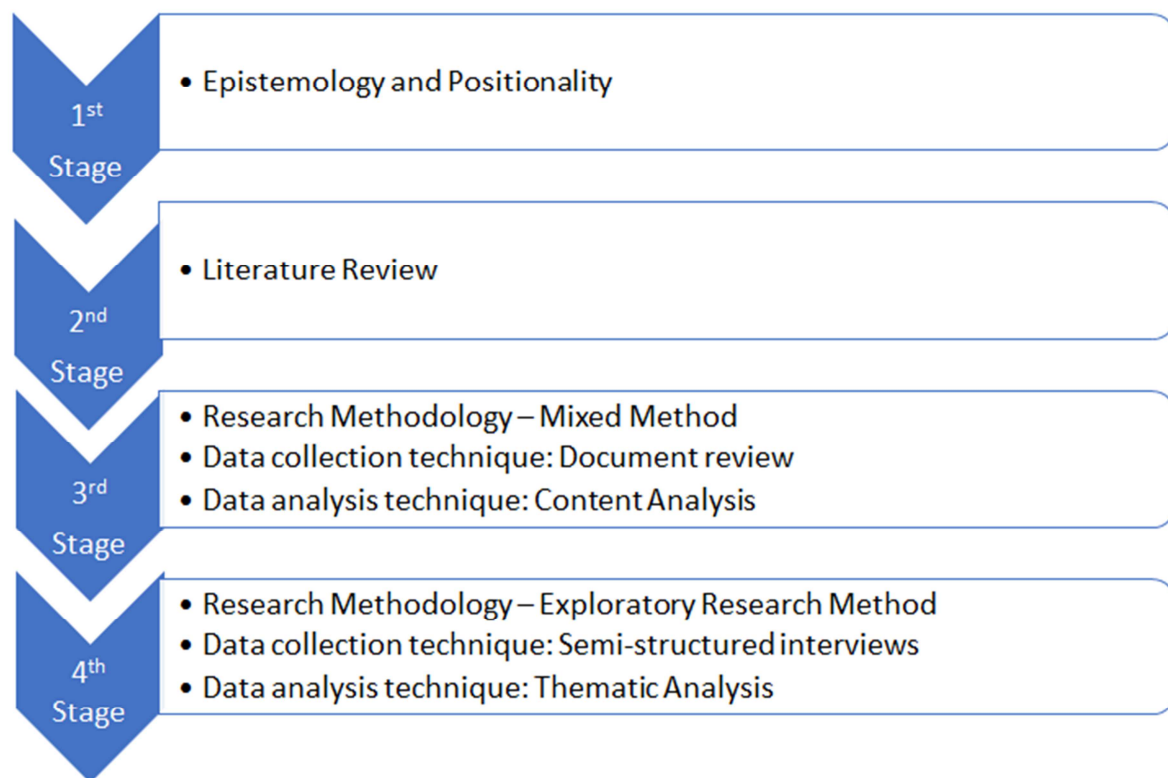 1st
Stage
• Epistemology and Positionality
2nd
Stage
• Literature Review
3rd
Stage
• Research Methodology – Mixed Method
• Data collection technique: Document review
• Data analysis technique: Content Analysis
4th
Stage
• Research Methodology – Exploratory Research Method
• Data collection technique: Semi-structured interviews
• Data analysis technique: Thematic Analysis